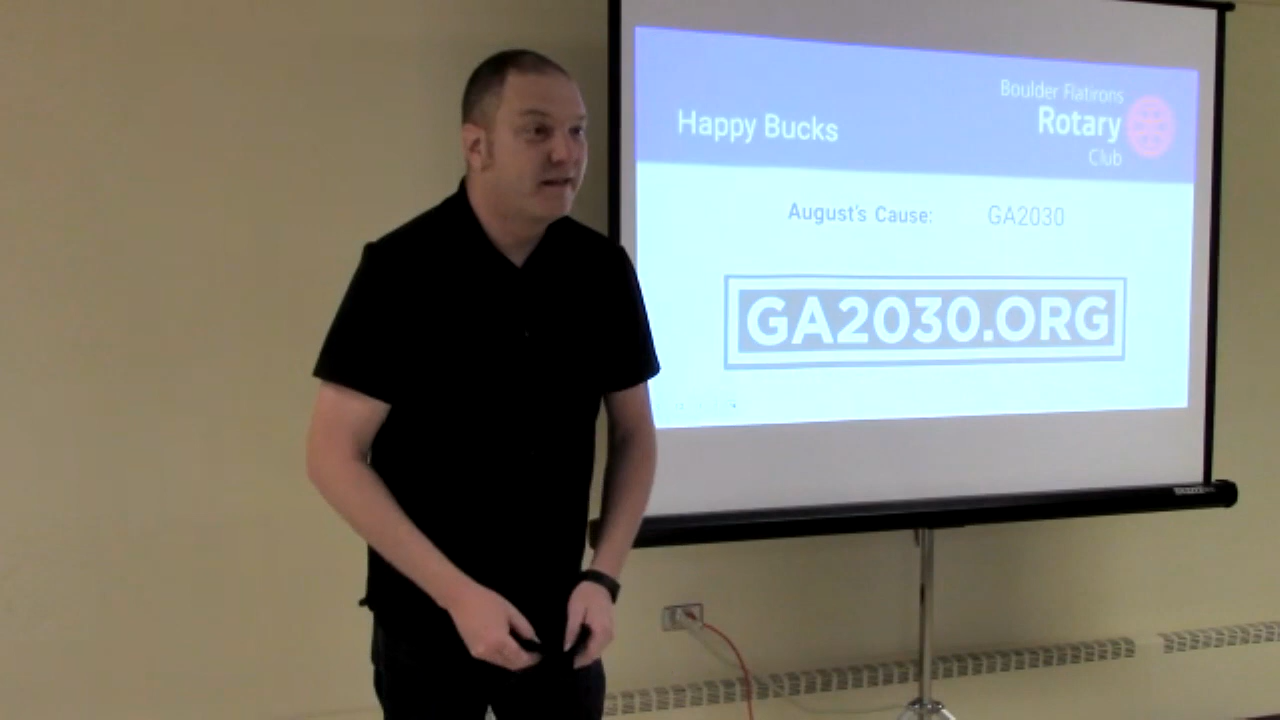 Happy Bucks
Boulder Flatirons
Rotary
Club
August's Cause: GA2030
GA2030.ORG